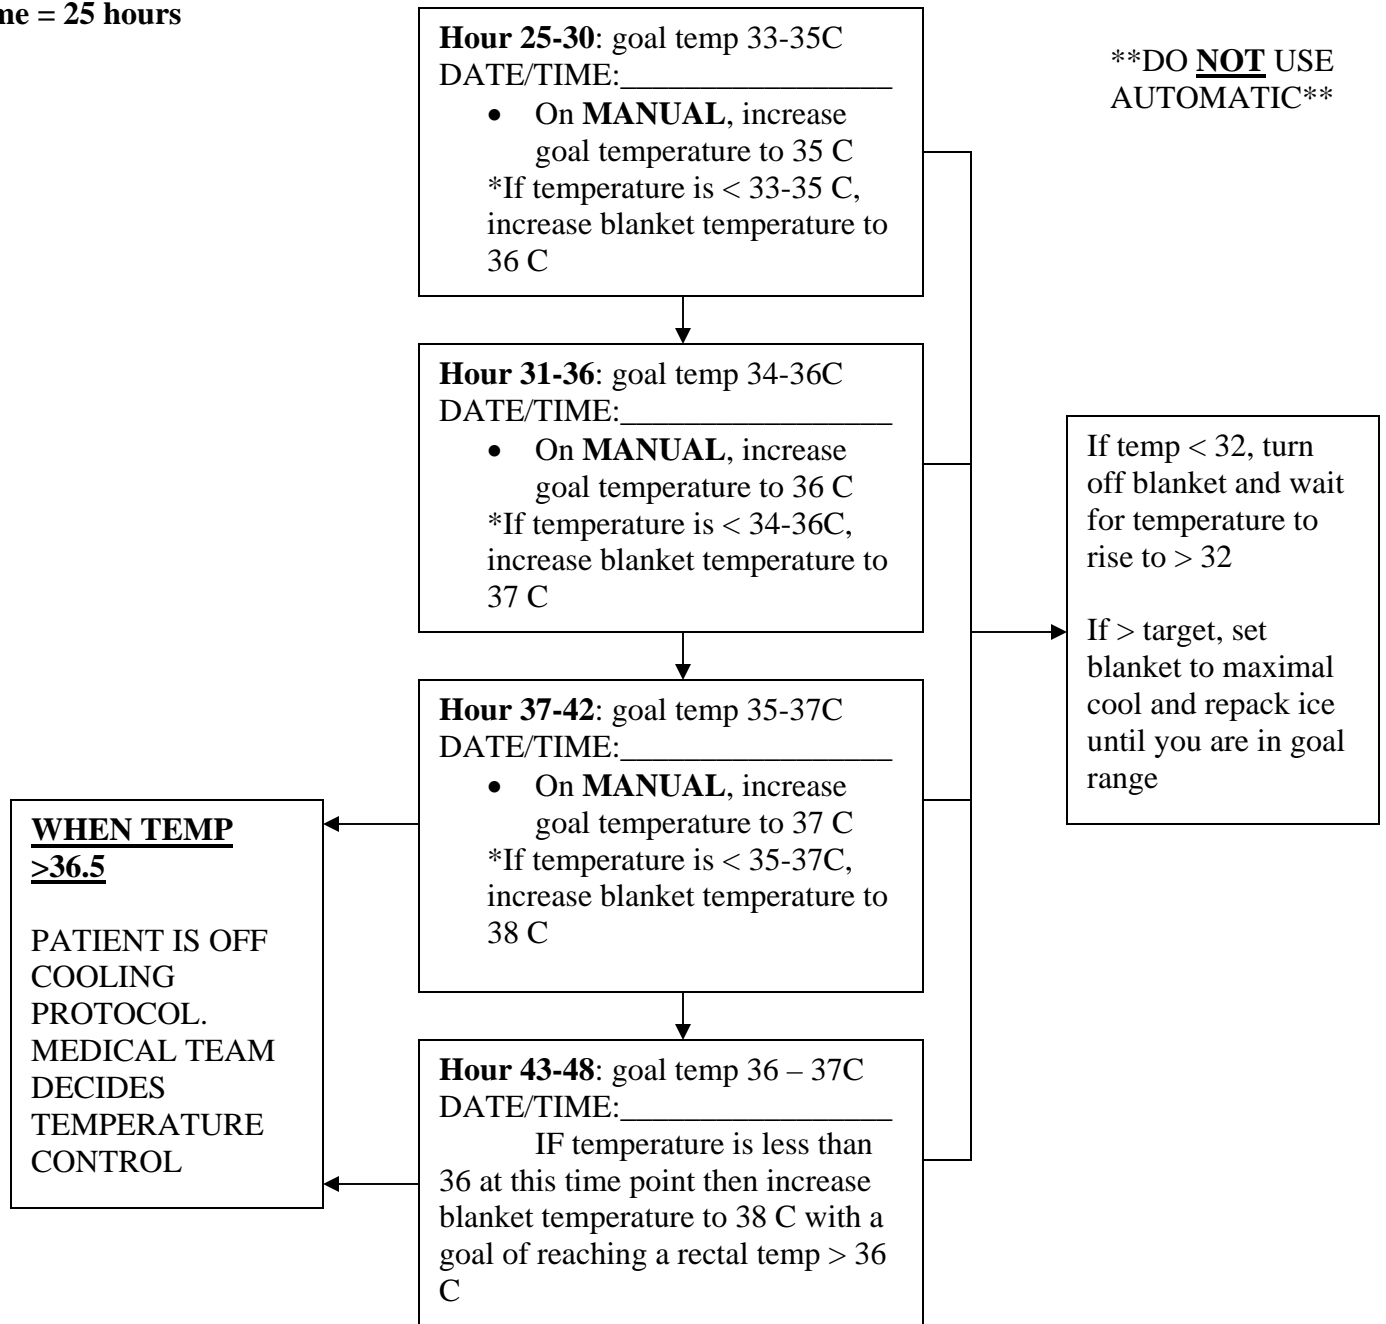 = 25 hours
Hour 25-30: goal temp 33-35C
DATE/TIME:_________________
• On MANUAL, increase
goal temperature to 35 C
*If temperature is < 33-35 C,
increase blanket temperature to
36 C
**DO NOT USE
AUTOMATIC**
Hour 31-36: goal temp 34-36C
DATE/TIME:_________________
• On MANUAL, increase
goal temperature to 36 C
*If temperature is < 34-36C,
increase blanket temperature to
37 C
If temp < 32, turn
off blanket and wait
for temperature to
rise to > 32
If > target, set
blanket to maximal
cool and repack ice
until you are in goal
range
Hour 37-42: goal temp 35-37C
DATE/TIME:_________________
• On MANUAL, increase
goal temperature to 37 C
*If temperature is < 35-37C,
increase blanket temperature to
38 C
WHEN TEMP
>36.5
PATIENT IS OFF
COOLING
PROTOCOL.
MEDICAL TEAM
DECIDES
TEMPERATURE
CONTROL
Hour 43-48: goal temp 36 – 37C
DATE/TIME:_________________
IF temperature is less than
36 at this time point then increase
blanket temperature to 38 C with a
goal of reaching a rectal temp > 36
C